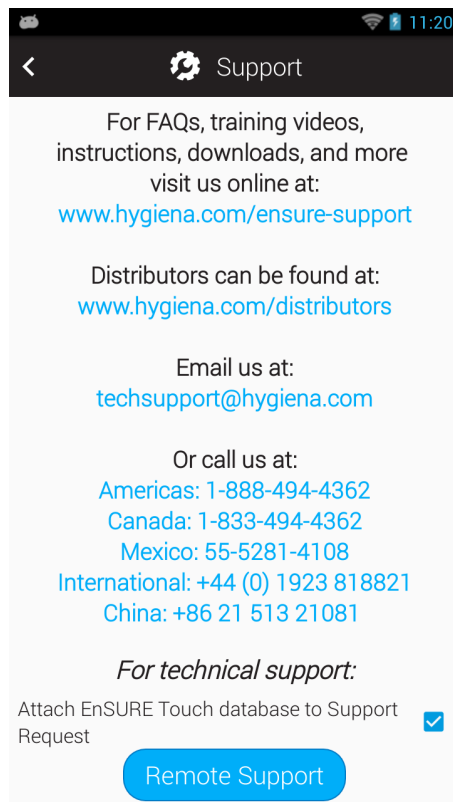 11:20
Support
For FAQs, training videos,
instructions, downloads, and more
visit us online at:
www.hygiena.com/ensure-support
Distributors can be found at:
www.hygiena.com/distributors
Email us at:
techsupport@hygiena.com
Or call us at:
Americas: 1-888-494-4362
Canada: 1-833-494-4362
Mexico: 55-5281-4108
International: +44 (0) 1923 818821
China: +86 21 513 21081
For technical support:
Attach EnSURE Touch database to Support
Request
Remote Support